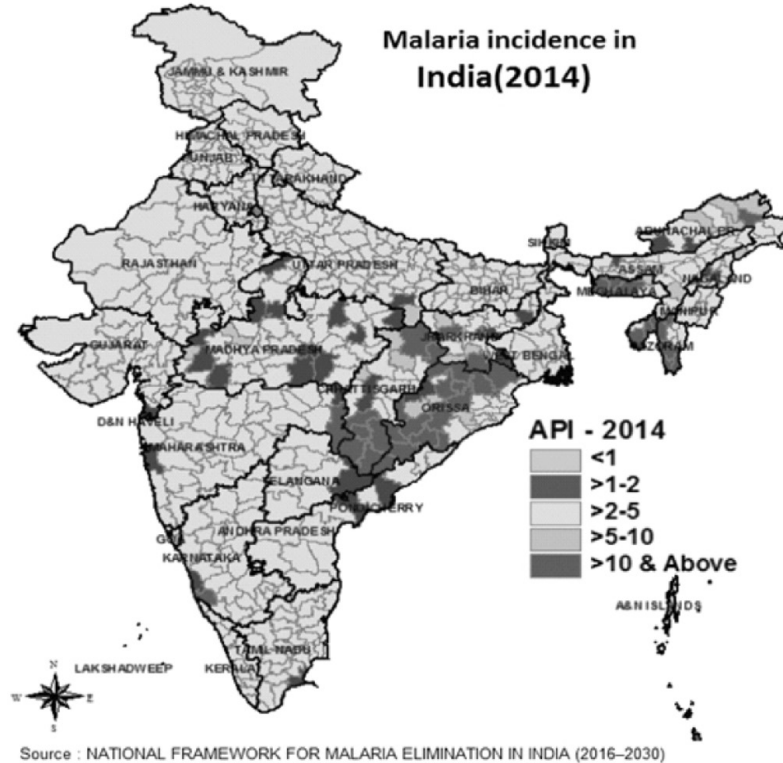 Malaria incidence in
India(2014)
JAMMU & KASHMIR
HIMACHAL PRADESH
PUNJAB
UTTARAKHAND
HARYANA
ARUNACHAL PR
SIKKIM
RAJASTHAN
UTTAR PRADESH
ASSAM
NAGALAND
BIHAR
MEGHALAYA
MANIPUR
GUJARAT
MADHYA PRADESH
JHARKHAND
WEST BENGAL
MIZORAM
CHHATTISGARH
ORISSA
D&N HAVELI
MAHARASHTRA
API - 2014
<1
>1-2
>2-5
>5-10
>10 & Above
TELANGANA
PONDICHERRY
GOA
ANDHRA PRADESH
KARNATAKA
A&N ISLANDS
TAMIL NADU
LAKSHADWEEP
KERALA
N
W
E
S
Source : NATIONAL FRAMEWORK FOR MALARIA ELIMINATION IN INDIA (2016–2030)